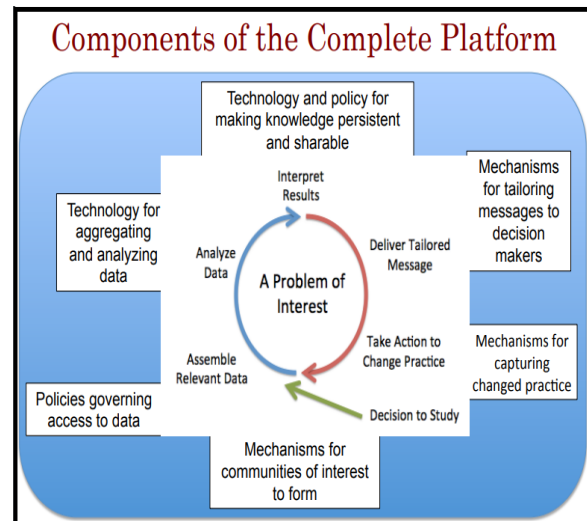 Components of the Complete Platform
Technology and policy for
making knowledge persistent
and sharable
Interpret
Results
Mechanisms
for tailoring
messages to
decision
makers
Technology for
aggregating
and analyzing
data
Analyze
Data
Deliver Tailored
Message
A Problem of
Interest
Take Action to
Change Practice
Mechanisms for
capturing
changed practice
Assemble
Relevant Data
Policies governing
access to data
Decision to Study
Mechanisms for
communities of interest
to form